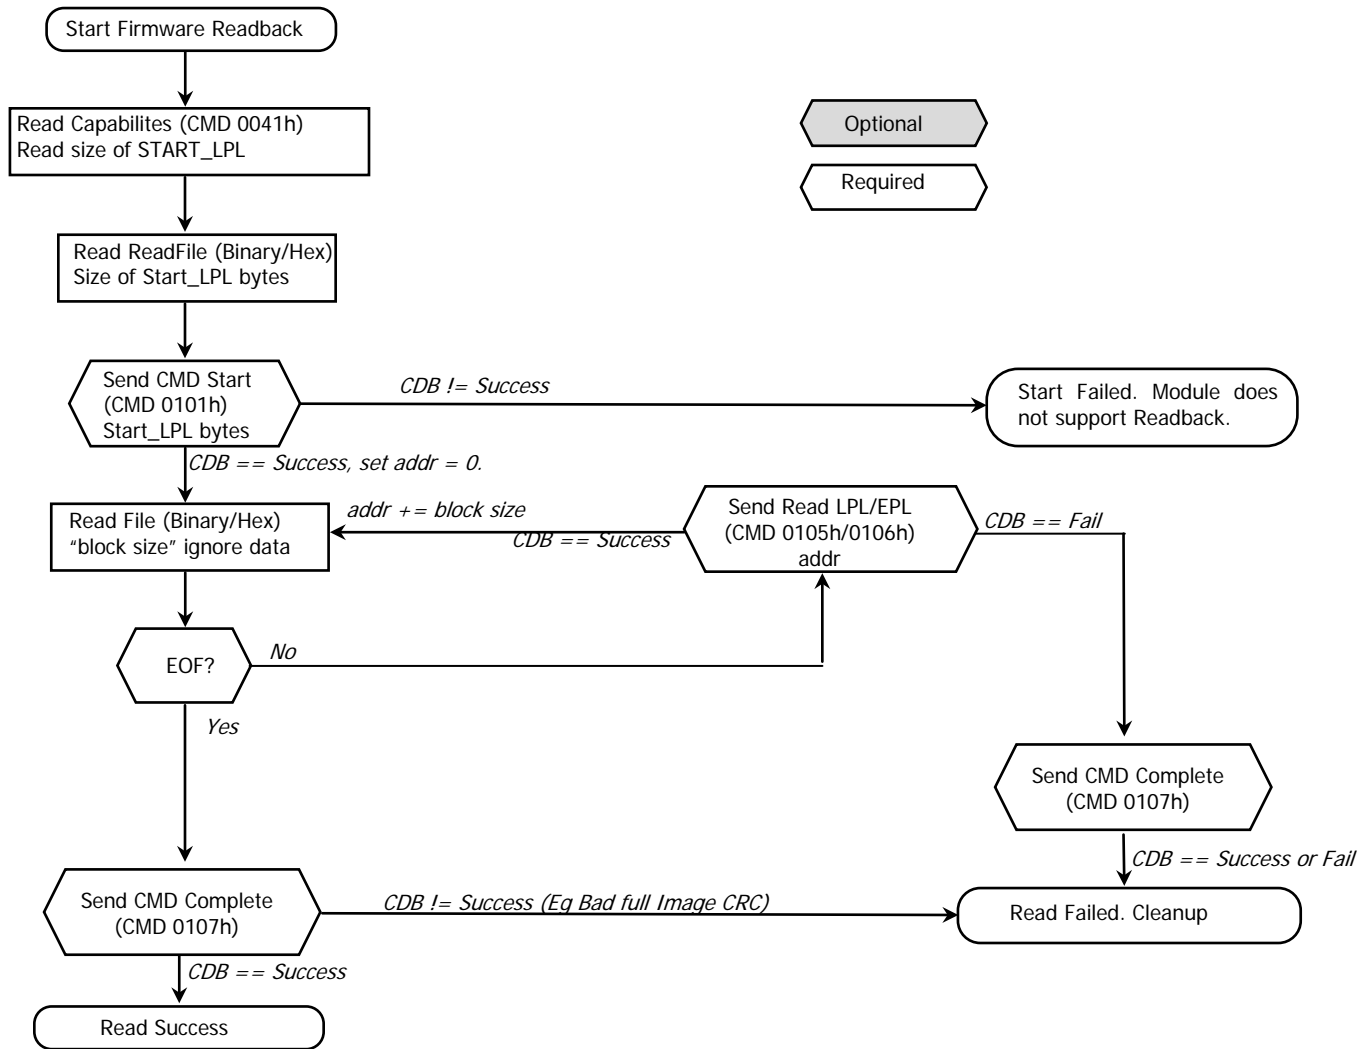 Start Firmware Readback
Read Capabilites (CMD 0041h)
Read size of START_LPL
Optional
Required
Read ReadFile (Binary/Hex)
Size of Start_LPL bytes
Send CMD Start
(CMD 0101h)
Start_LPL bytes
CDB != Success
Start Failed. Module does
not support Readback.
CDB == Success, set addr = 0.
Read File (Binary/Hex)
“block size” ignore data
addr += block size
CDB == Success
Send Read LPL/EPL
(CMD 0105h/0106h)
addr
CDB == Fail
EOF?
No
Yes
Send CMD Complete
(CMD 0107h)
CDB == Success or Fail
Send CMD Complete
(CMD 0107h)
CDB != Success (Eg Bad full Image CRC)
Read Failed. Cleanup
CDB == Success
Read Success